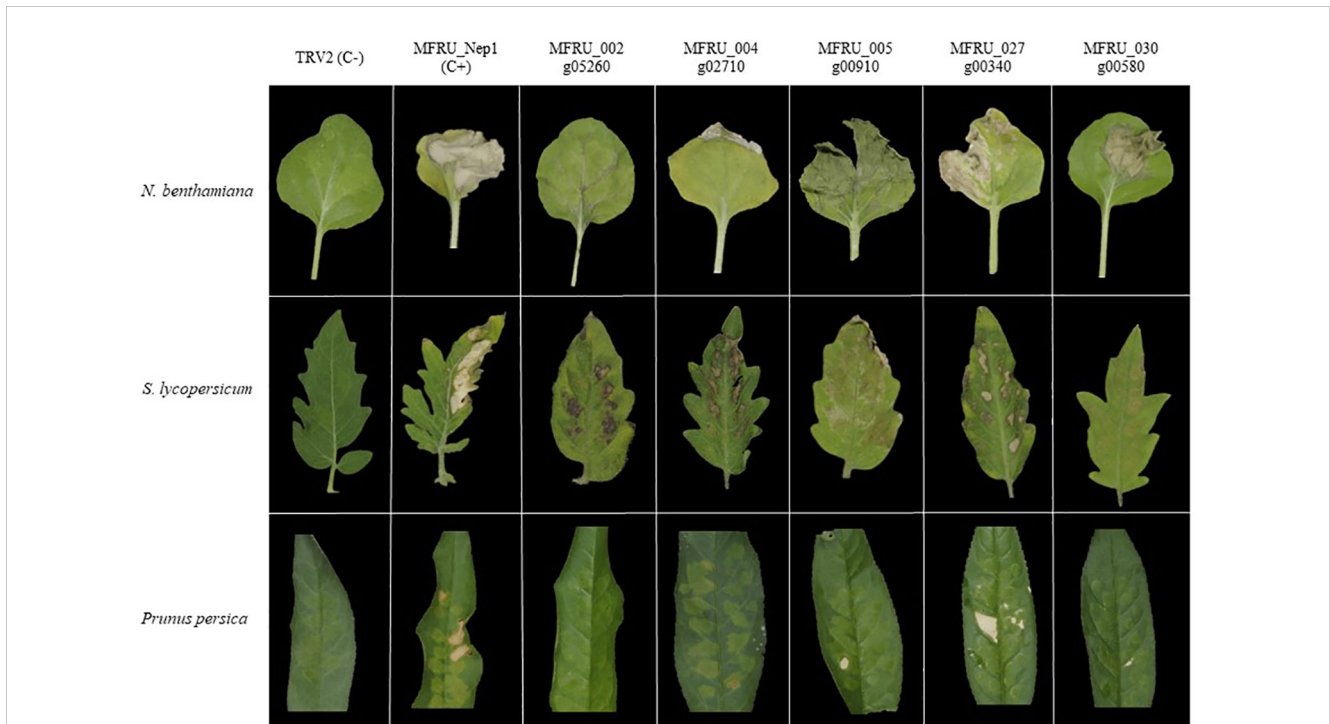 TRV2 (C-)
MFRU_Nep1
(C+)
MFRU_002
g05260
MFRU_004
g02710
MFRU_005
g00910
MFRU_027
g00340
MFRU_030
g00580
N. benthamiana
S. lycopersicum
Prunus persica